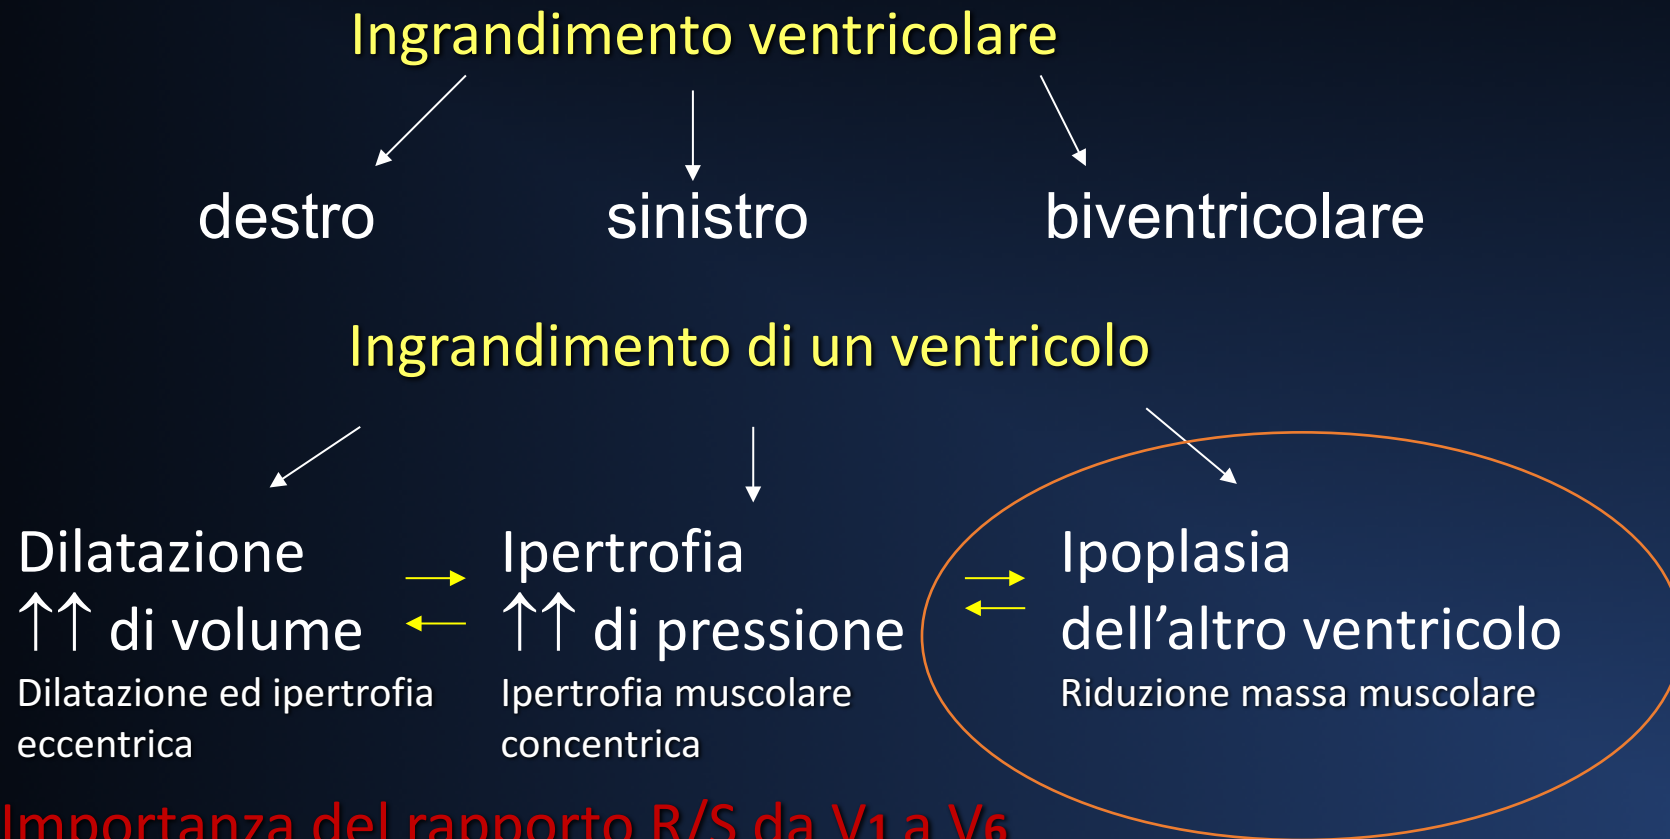 Ingrandimento ventricolare
destro sinistro biventricolare
Ingrandimento di un ventricolo
Dilatazione
↑↑ di volume
Dilatazione ed ipertrofia
eccentrica
Ipertrofia
↑↑ di pressione
Ipertrofia muscolare
concentrica
Ipoplasia
dell’altro ventricolo
Riduzione massa muscolare
Importanza del rapporto R/S da V1 a V6